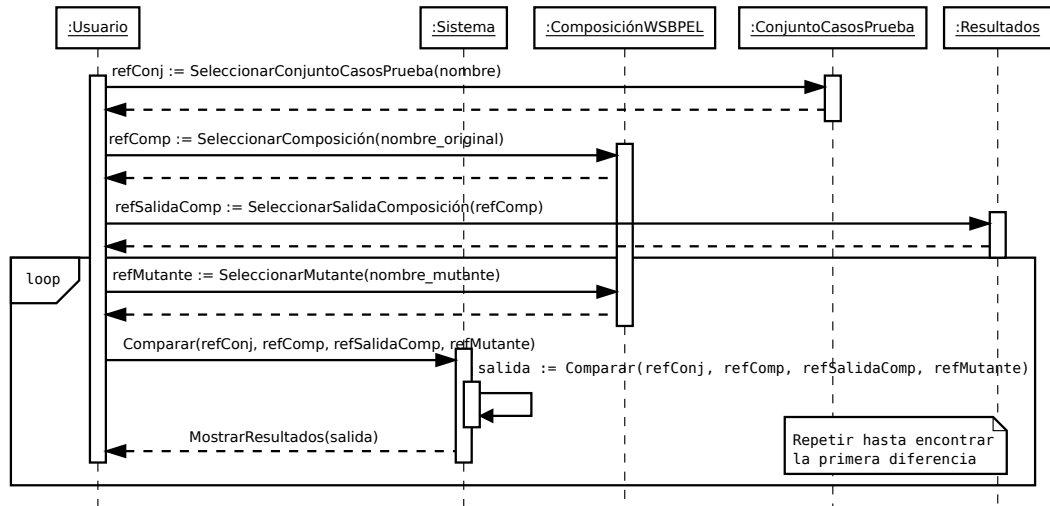 :Usuario
:Sistema
:ComposiciónWSBPEL
:ConjuntoCasosPrueba
:Resultados
refConj := SeleccionarConjuntoCasosPrueba(nombre)
refComp := SeleccionarComposición(nombre_original)
refSalidaComp := SeleccionarSalidaComposición(refComp)
loop
refMutante := SeleccionarMutante(nombre_mutante)
Comparar(refConj, refComp, refSalidaComp, refMutante)
salida := Comparar(refConj, refComp, refSalidaComp, refMutante)
MostrarResultados(salida)
Repetir hasta encontrar
la primera diferencia